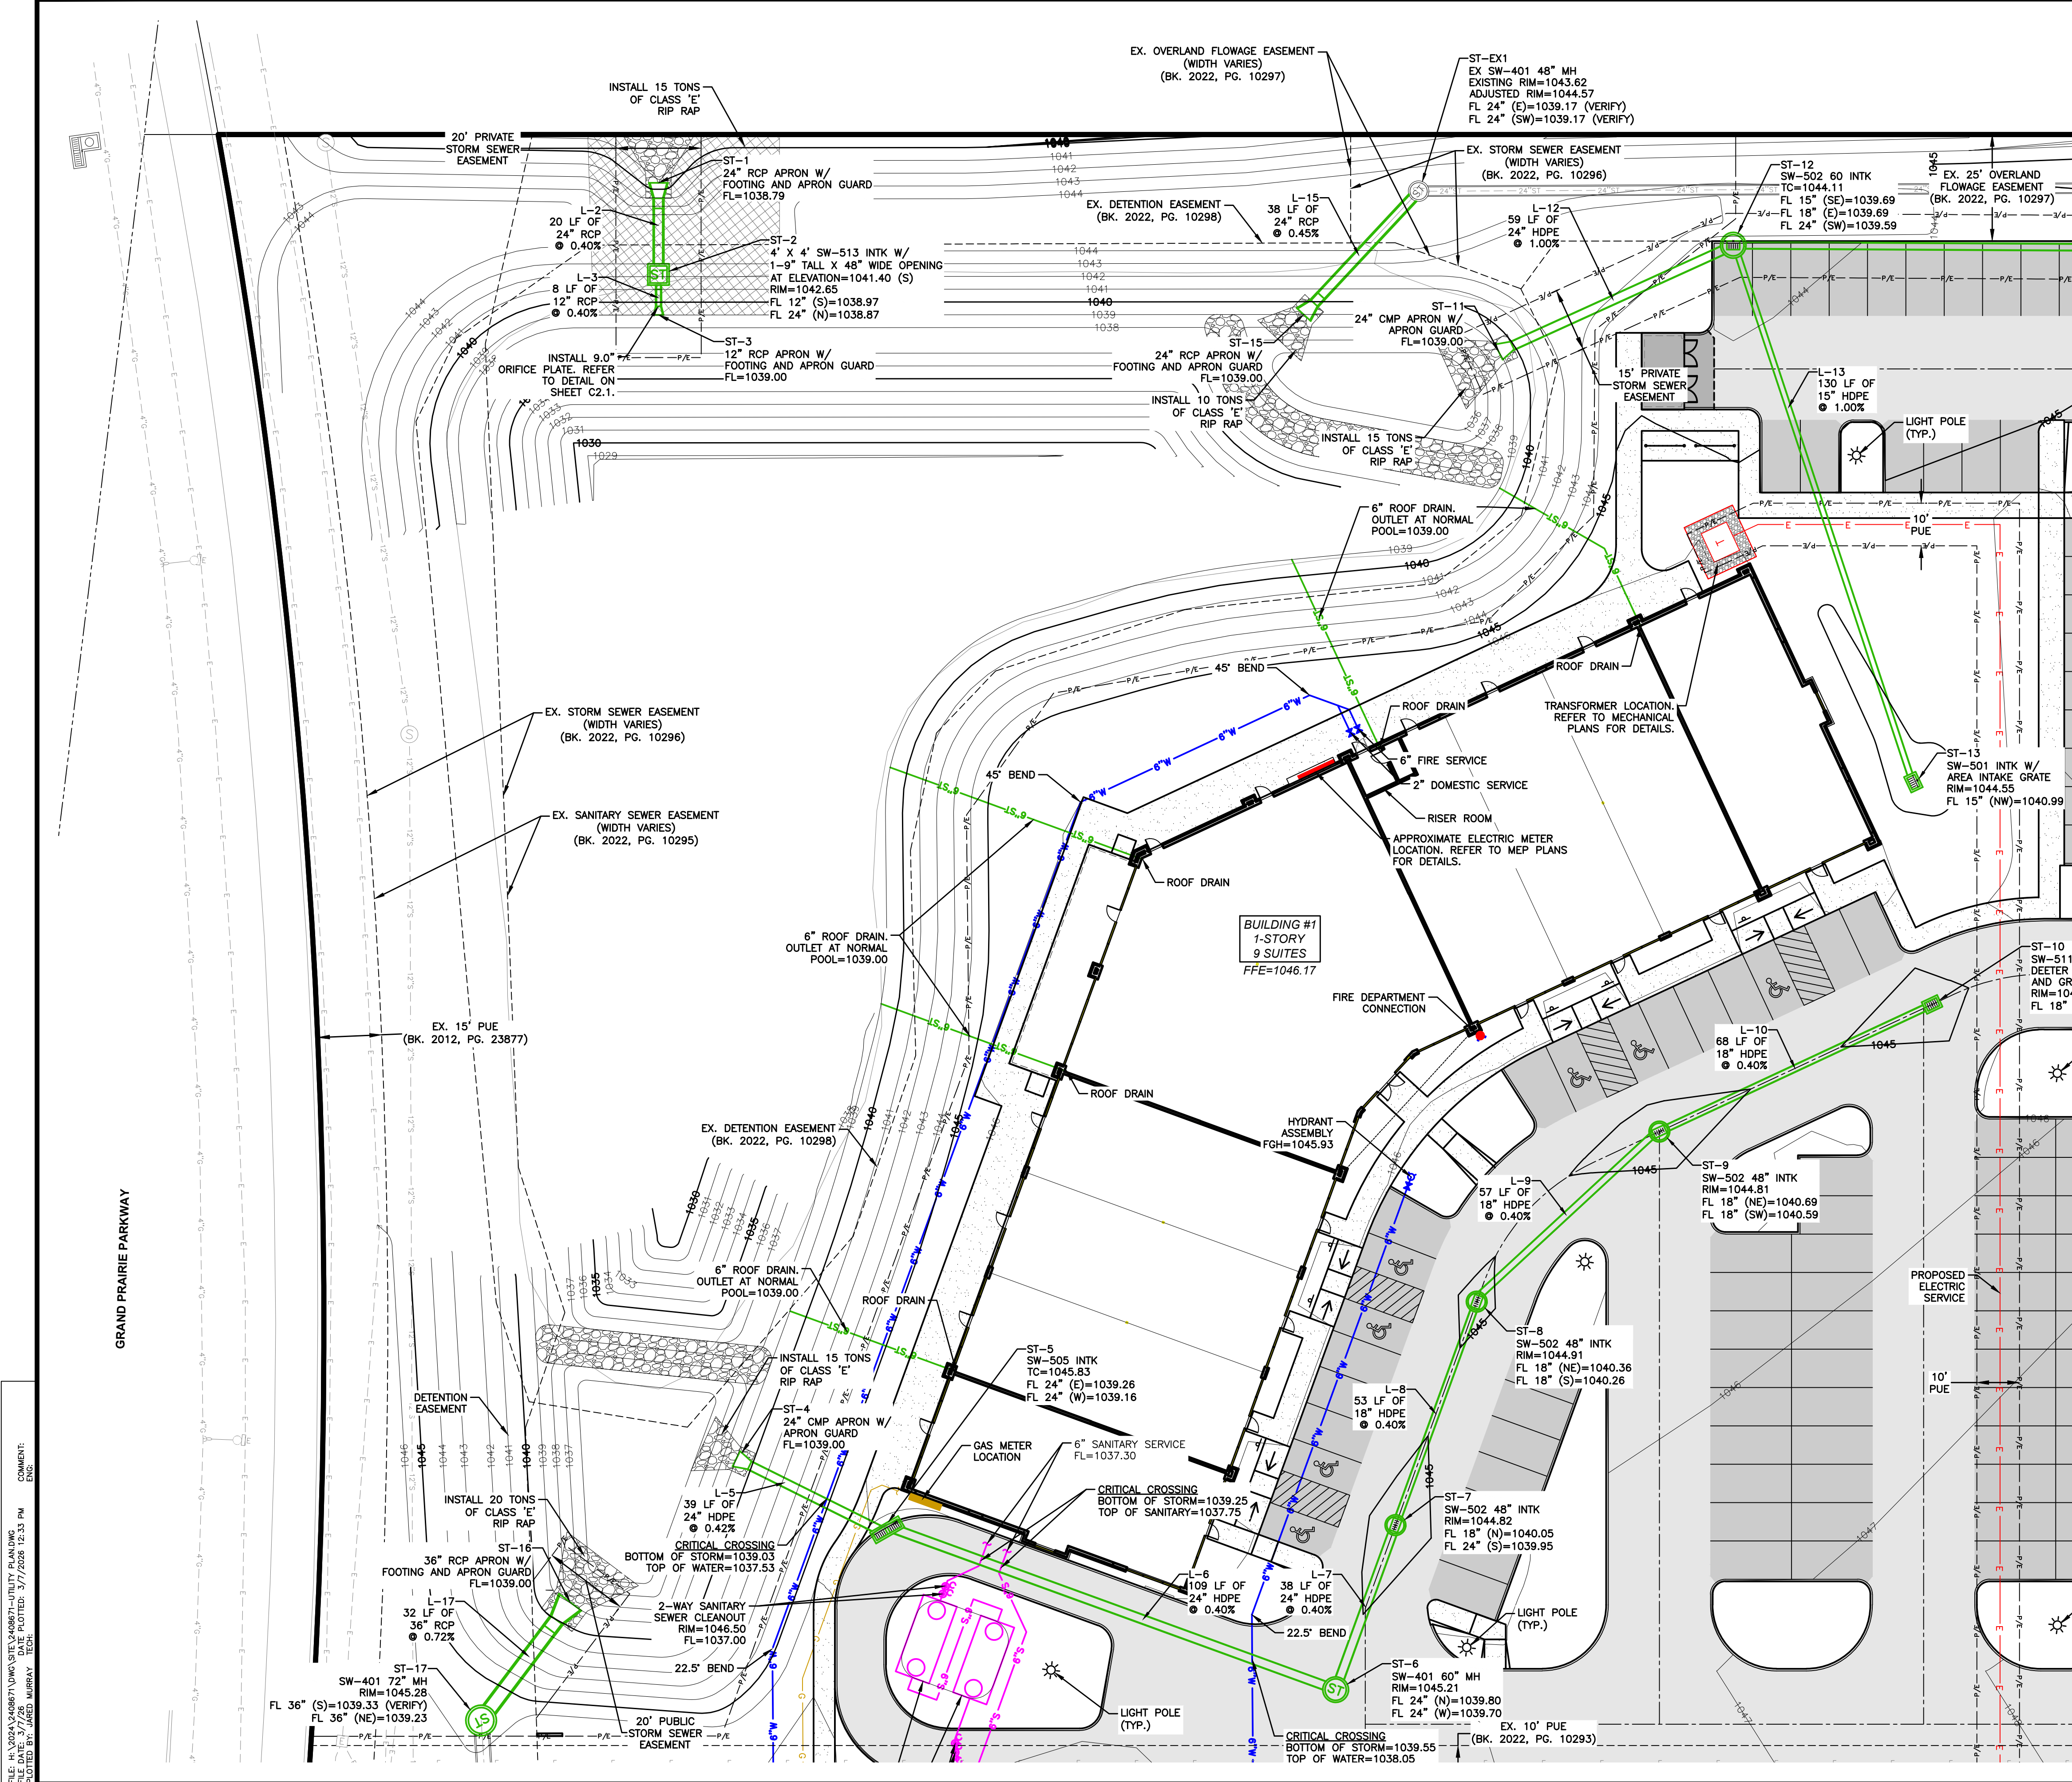 EX. OVERLAND FLOWAGE EASEMENT
(WIDTH VARIES)
(BK. 2022, PG. 10297)
ST-EX1
EX SW-401 48" MH
EXISTING RIM=1043.62
ADJUSTED RIM=1044.57
FL 24" (E)=1039.17 (VERIFY)
FL 24" (SW)=1039.17 (VERIFY)
INSTALL 15 TONS
OF CLASS 'E'
RIP RAP
20' PRIVATE
STORM SEWER
EASEMENT
ST-1
24" RCP APRON W/
FOOTING AND APRON GUARD
FL=1038.79
EX. STORM SEWER EASEMENT
(WIDTH VARIES)
(BK. 2022, PG. 10296)
ST-12
SW-502 60 INTK
TC=1044.11
FL 15" (SE)=1039.69
FL 18" (E)=1039.69
FL 24" (SW)=1039.59
EX. 25' OVERLAND
FLOWAGE EASEMENT
(BK. 2022, PG. 10297)
L-2
20 LF OF
24" RCP
@ 0.40%
EX. DETENTION EASEMENT
(BK. 2022, PG. 10298)
L-15
38 LF OF
24" RCP
@ 0.45%
L-12
59 LF OF
24" HDPE
@ 1.00%
ST-2
4' X 4' SW-513 INTK W/
1-9" TALL X 48" WIDE OPENING
AT ELEVATION=1041.40 (S)
RIM=1042.65
FL 12" (S)=1038.97
FL 24" (N)=1038.87
L-3
8 LF OF
12" RCP
@ 0.40%
ST-11
24" CMP APRON W/
APRON GUARD
FL=1039.00
ST-3
12" RCP APRON W/
FOOTING AND APRON GUARD
FL=1039.00
INSTALL 9.0"
ORIFICE PLATE. REFER
TO DETAIL ON
SHEET C2.1.
ST-15
24" RCP APRON W/
FOOTING AND APRON GUARD
FL=1039.00
INSTALL 10 TONS
OF CLASS 'E'
RIP RAP
15' PRIVATE
STORM SEWER
EASEMENT
L-13
130 LF OF
15" HDPE
@ 1.00%
LIGHT POLE
(TYP.)
INSTALL 15 TONS
OF CLASS 'E'
RIP RAP
6" ROOF DRAIN.
OUTLET AT NORMAL
POOL=1039.00
10'
PUE
45° BEND
ROOF DRAIN
ROOF DRAIN
TRANSFORMER LOCATION.
REFER TO MECHANICAL
PLANS FOR DETAILS.
EX. STORM SEWER EASEMENT
(WIDTH VARIES)
(BK. 2022, PG. 10296)
45° BEND
6" FIRE SERVICE
2" DOMESTIC SERVICE
RISER ROOM
ST-13
SW-501 INTK W/
AREA INTAKE GRATE
RIM=1044.55
FL 15" (NW)=1040.99
EX. SANITARY SEWER EASEMENT
(WIDTH VARIES)
(BK. 2022, PG. 10295)
APPROXIMATE ELECTRIC METER
LOCATION. REFER TO MEP PLANS
FOR DETAILS.
ROOF DRAIN
BUILDING #1
1-STORY
9 SUITES
FFE=1046.17
6" ROOF DRAIN.
OUTLET AT NORMAL
POOL=1039.00
ST-10
SW-511
DEETER
FL 18"
FIRE DEPARTMENT
CONNECTION
EX. 15' PUE
(BK. 2012, PG. 23877)
L-10
68 LF OF
18" HDPE
@ 0.40%
ROOF DRAIN
EX. DETENTION EASEMENT
(BK. 2022, PG. 10298)
HYDRANT
ASSEMBLY
FGH=1045.93
L-9
57 LF OF
18" HDPE
@ 0.40%
ST-9
SW-502 48" INTK
RIM=1044.81
FL 18" (NE)=1040.69
FL 18" (SW)=1040.59
GRAND PRAIRIE PARKWAY
6" ROOF DRAIN.
OUTLET AT NORMAL
POOL=1039.00
ROOF DRAIN
PROPOSED
ELECTRIC
SERVICE
ST-8
SW-502 48" INTK
RIM=1044.91
FL 18" (NE)=1040.36
FL 18" (S)=1040.26
INSTALL 15 TONS
OF CLASS 'E'
RIP RAP
ST-5
SW-505 INTK
TC=1045.83
FL 24" (E)=1039.26
FL 24" (W)=1039.16
10'
PUE
L-8
53 LF OF
18" HDPE
@ 0.40%
DETENTION
EASEMENT
ST-4
24" CMP APRON W/
APRON GUARD
FL=1039.00
GAS METER
LOCATION
6" SANITARY SERVICE
FL=1037.30
CRITICAL CROSSING
BOTTOM OF STORM=1039.25
TOP OF SANITARY=1037.75
L-5
39 LF OF
24" HDPE
@ 0.42%
ST-7
SW-502 48" INTK
RIM=1044.82
FL 18" (N)=1040.05
FL 24" (S)=1039.95
INSTALL 20 TONS
OF CLASS 'E'
RIP RAP
CRITICAL CROSSING
BOTTOM OF STORM=1039.03
TOP OF WATER=1037.53
ST-16
36" RCP APRON W/
FOOTING AND APRON GUARD
FL=1039.00
L-6
109 LF OF
24" HDPE
@ 0.40%
L-7
38 LF OF
24" HDPE
@ 0.40%
L-17
32 LF OF
36" RCP
@ 0.72%
2-WAY SANITARY
SEWER CLEANOUT
RIM=1046.50
FL=1037.00
LIGHT POLE
(TYP.)
22.5° BEND
22.5° BEND
ST-17
SW-401 72" MH
RIM=1045.28
FL 36" (S)=1039.33 (VERIFY)
FL 36" (NE)=1039.23
ST-6
SW-401 60" MH
RIM=1045.21
FL 24" (N)=1039.80
FL 24" (W)=1039.70
20' PUBLIC
STORM SEWER
EASEMENT
LIGHT POLE
(TYP.)
CRITICAL CROSSING
BOTTOM OF STORM=1039.55
TOP OF WATER=1038.05
EX. 10' PUE
(BK. 2022, PG. 10293)
FILE: H:\2024\2408671\DWG\SITE\2408671-UTILITY PLAN.DWG
FILE DATE: 3/7/26 DATE PLOTTED: 3/7/2026 12:33 PM COMMENT:
PLOTTED BY: JARED MURRAY TECH: ENG: